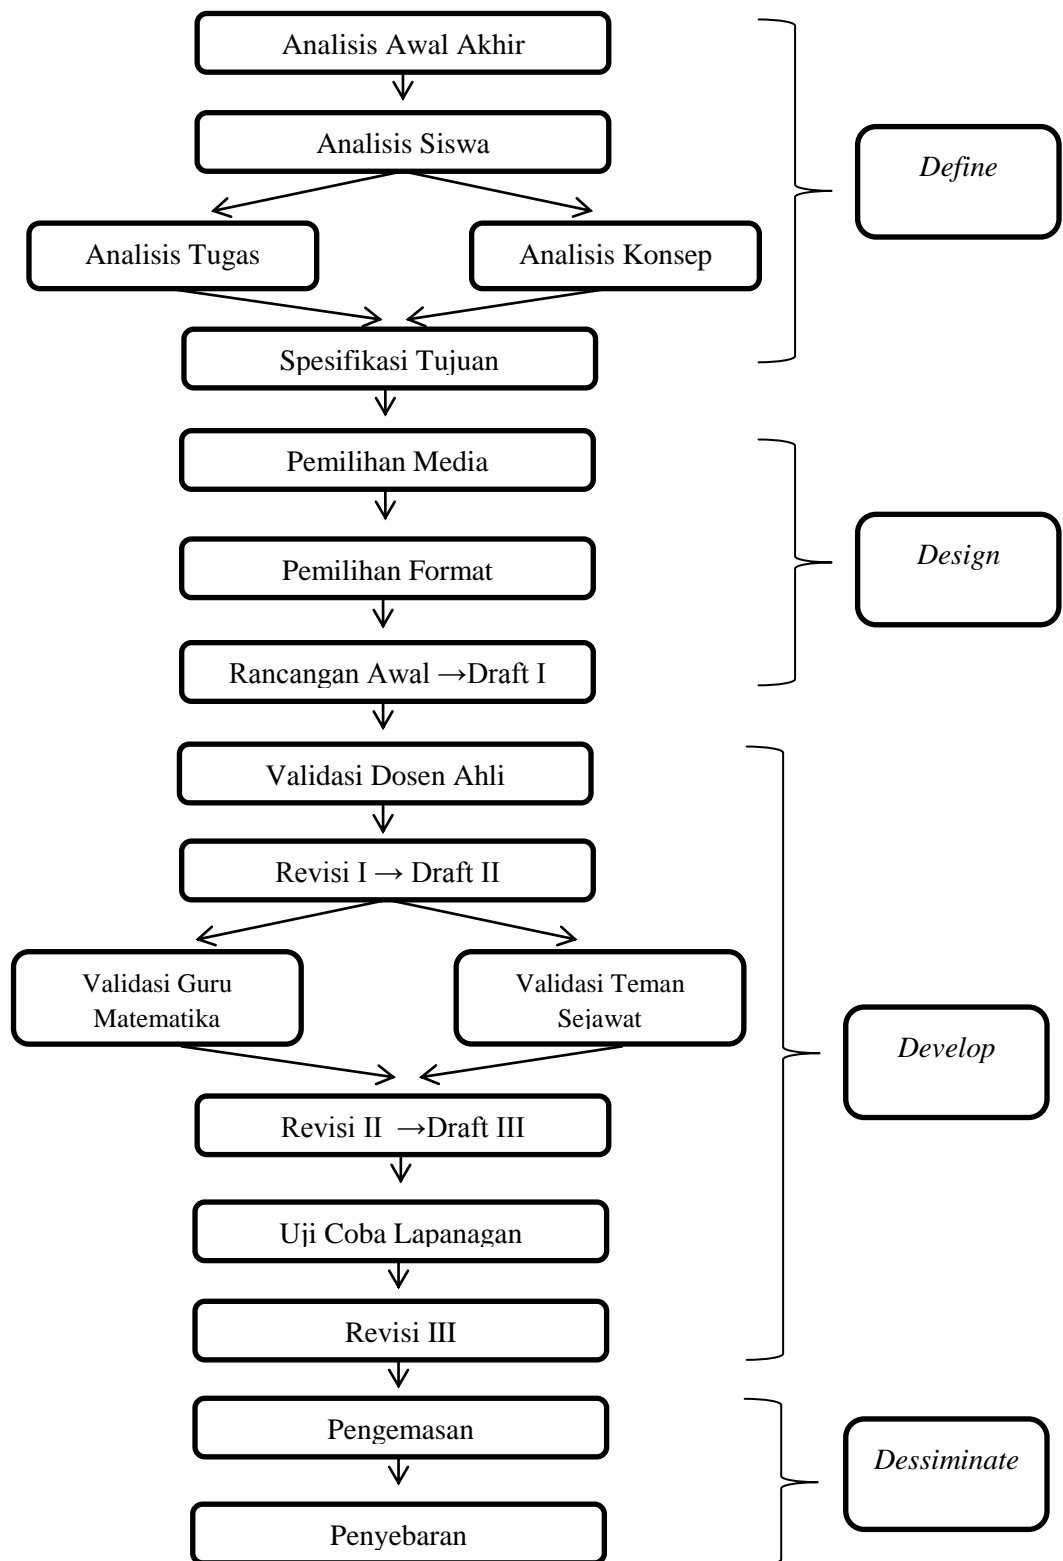 Analisis Awal Akhir
Analisis Siswa
Define
Analisis Tugas
Analisis Konsep
Spesifikasi Tujuan
Pemilihan Media
Design
Pemilihan Format
Rancangan Awal →Draft I
Validasi Dosen Ahli
Revisi I → Draft II
Validasi Guru
Matematika
Validasi Teman
Sejawat
Develop
Revisi II →Draft III
Uji Coba Lapanagan
Revisi III
Pengemasan
Dessiminate
Penyebaran